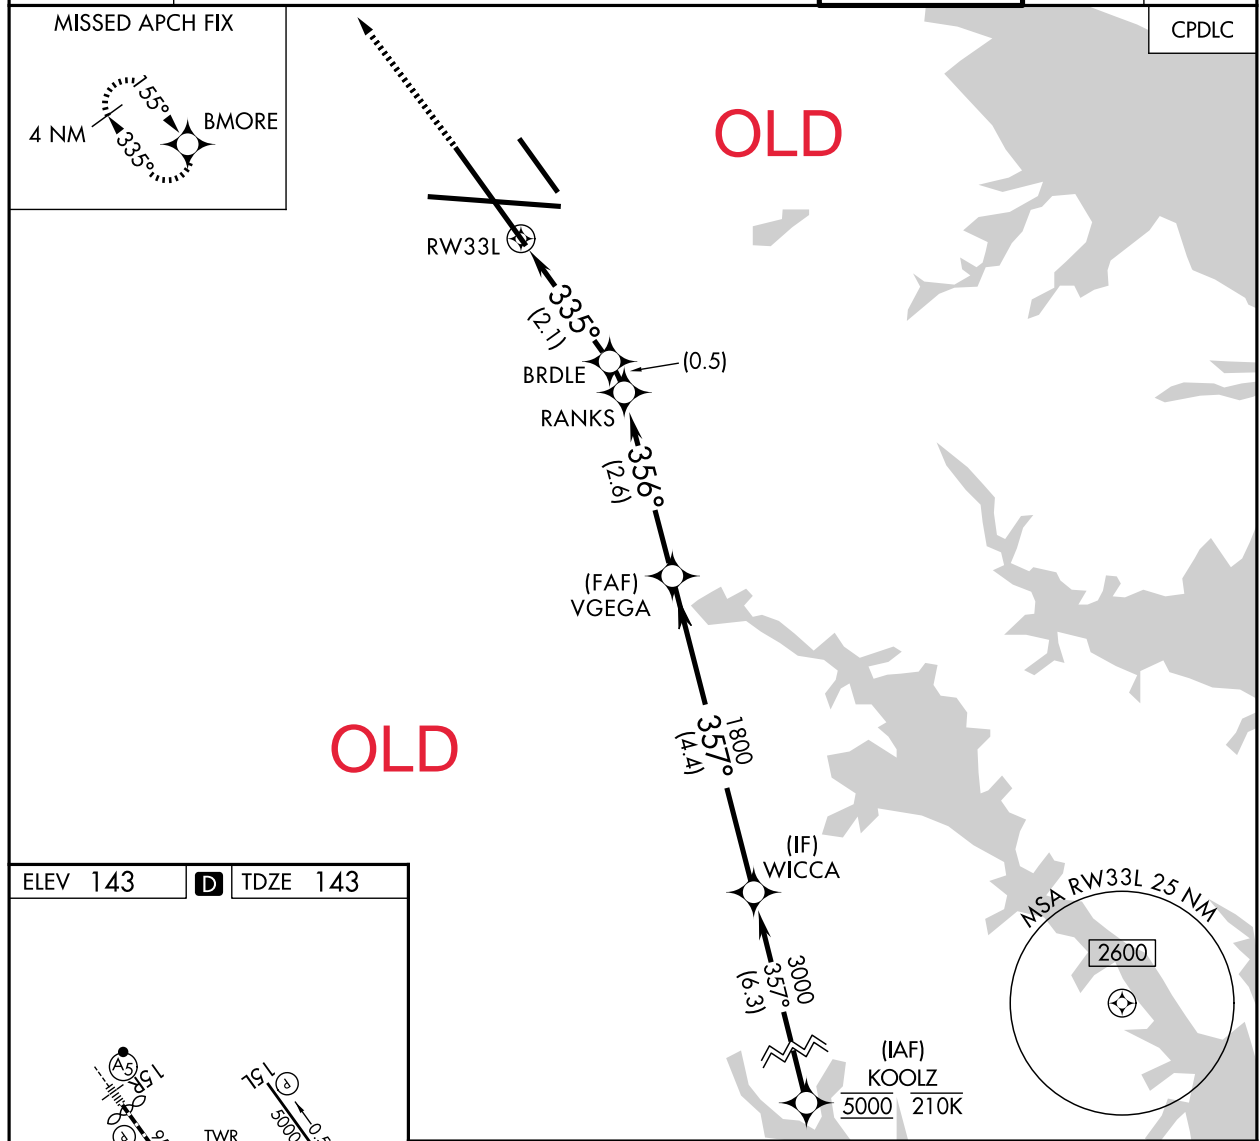 MISSED APCH FIX
CPDLC
155°
4 NM
BMORE
335°
OLD
RW33L
335°
(2.1)
BRDLE
(0.5)
RANKS
356°
(2.6)
(FAF)
VGEGA
1800
357°
(4.4)
OLD
(IF)
WICCA
ELEV 143
D
TDZE 143
MSA RW33L 25 NM
2600
3000
357°
(6.3)
(IAF)
KOOLZ
5000 210K
A5
15R
15L
P
5000
P
TWR